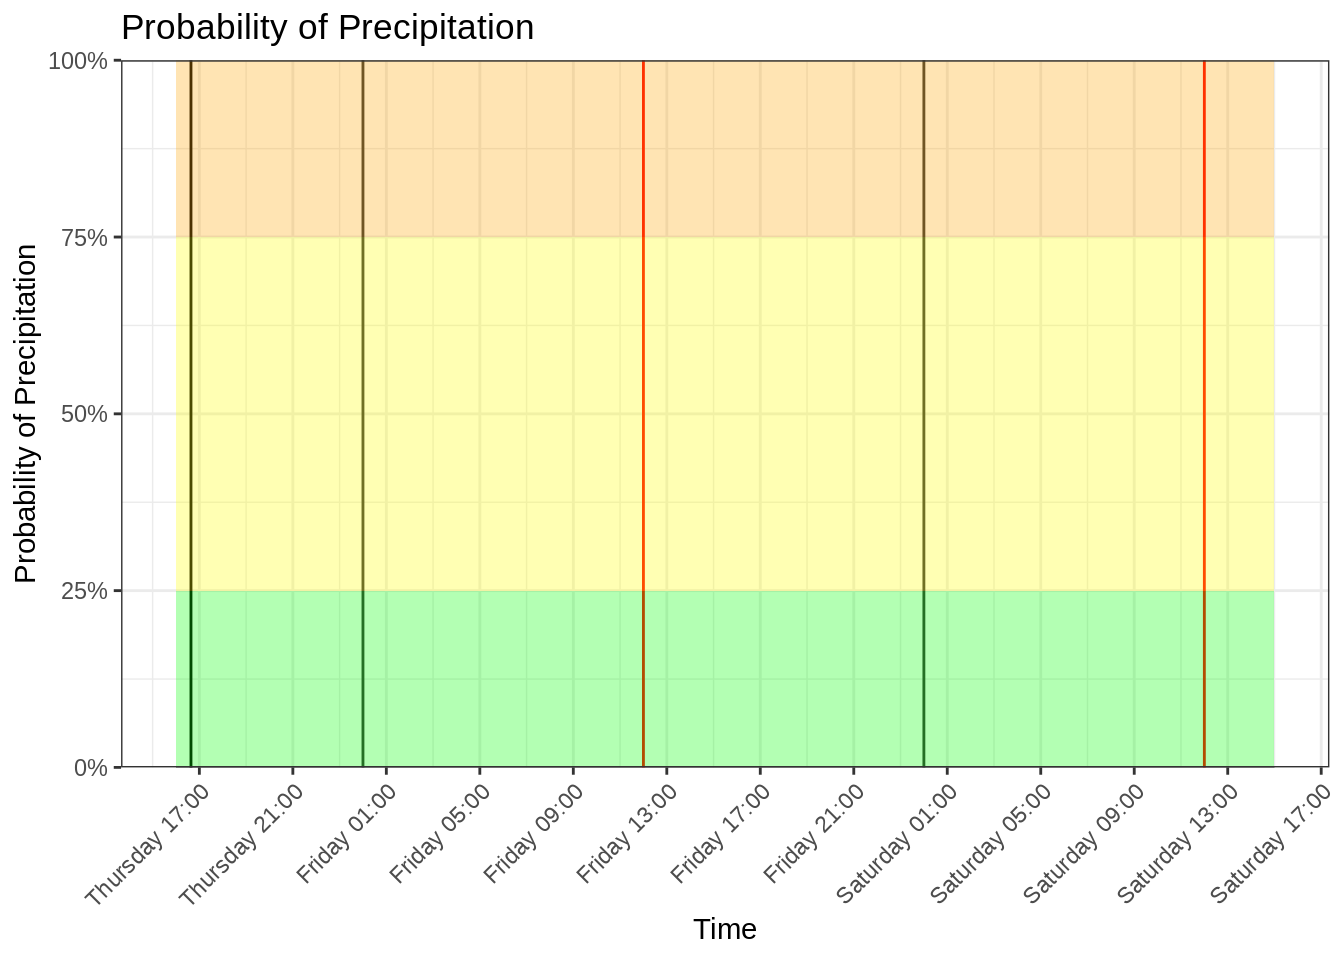 Probability of Precipitation
Probability of Precipitation
100%
75%
50%
25%
0%
Thursday 17:00
Thursday 21:00
Friday 01:00
Friday 05:00
Friday 09:00
Friday 13:00
Friday 17:00
Friday 21:00
Saturday 01:00
Saturday 05:00
Saturday 09:00
Saturday 13:00
Saturday 17:00
Time